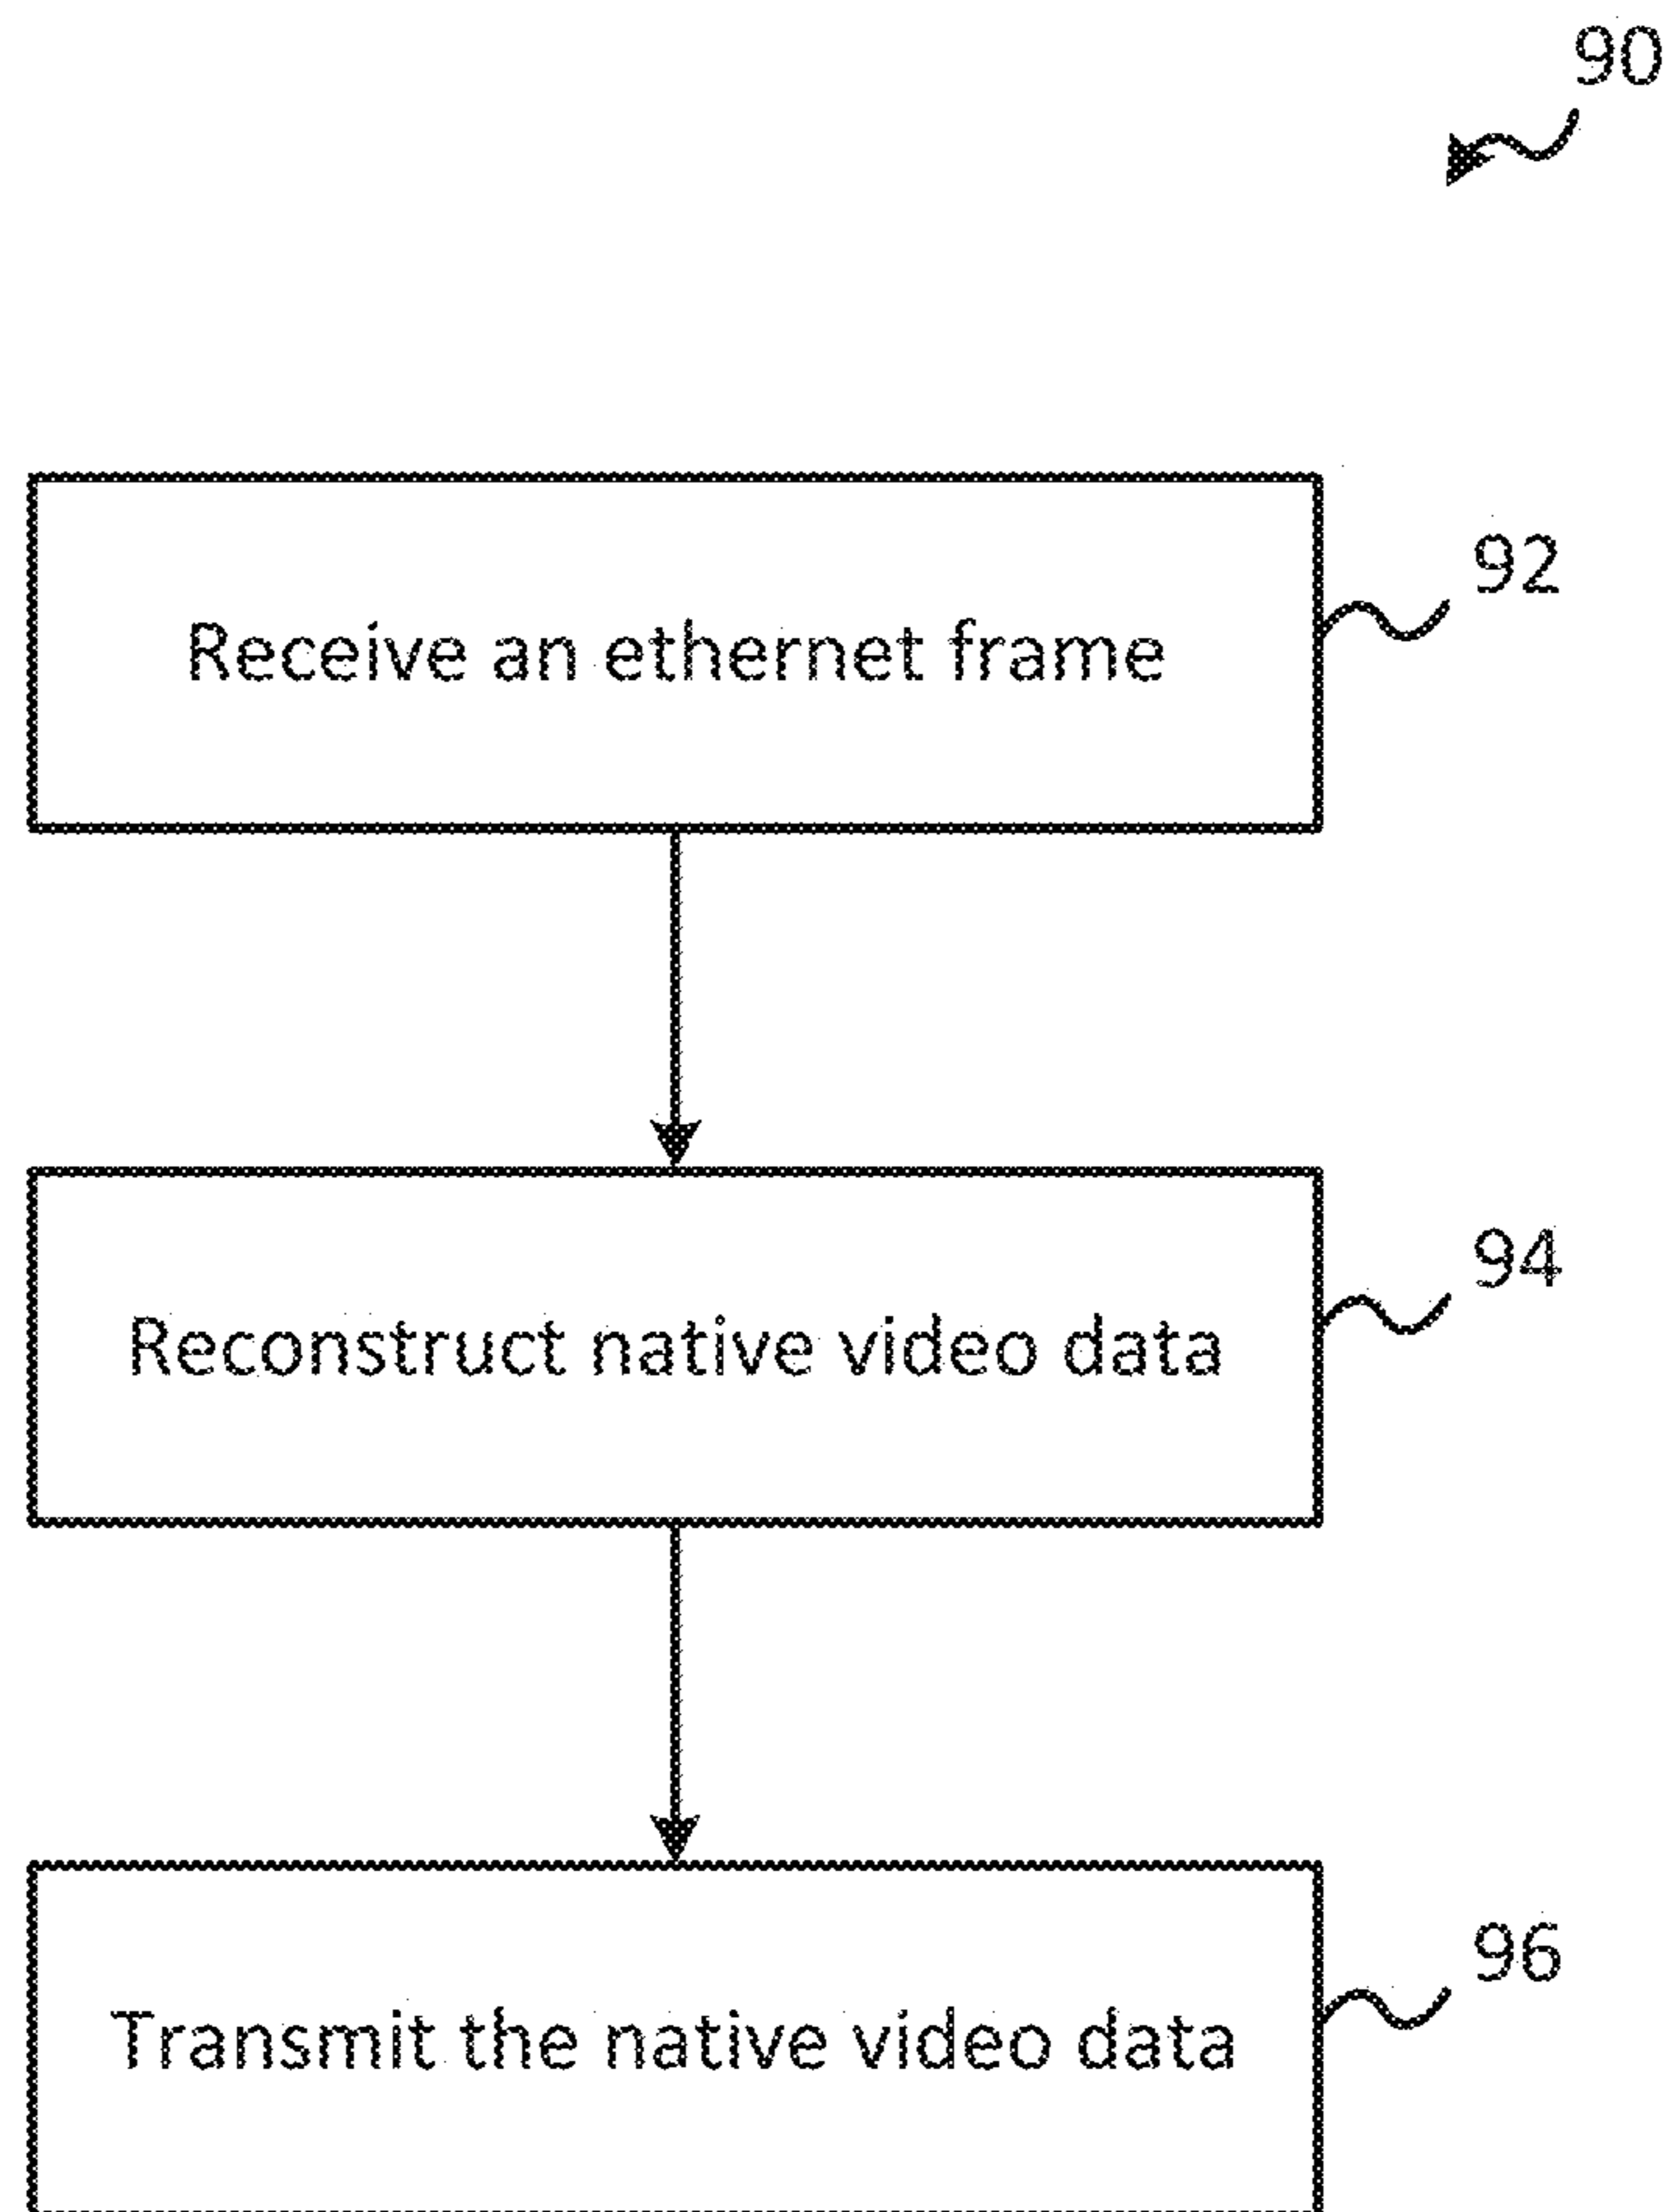 90
Receive an ethernet frame
92
Reconstruct native video data
94
Transmit the native video data
96